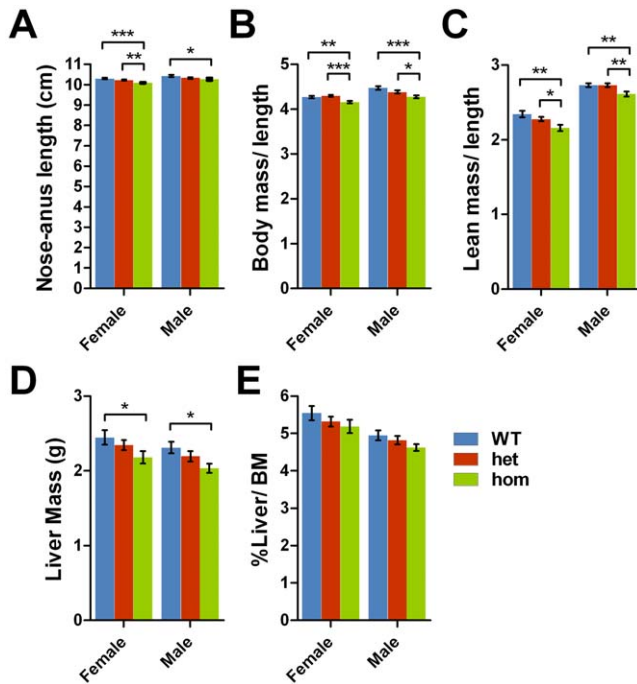 A
Nose-anus length (cm)
12
11
10
9
8
7
6
5
4
3
2
1
0
***
**
*
Female
Male
B
Body mass/ length
5
4
3
2
1
0
**
***
***
*
Female
Male
C
Lean mass/ length
3
2
1
0
**
*
**
**
Female
Male
D
Liver Mass (g)
3
2
1
0
*
*
Female
Male
E
%Liver/ BM
6
5
4
3
2
1
0
Female
Male
WT
het
hom